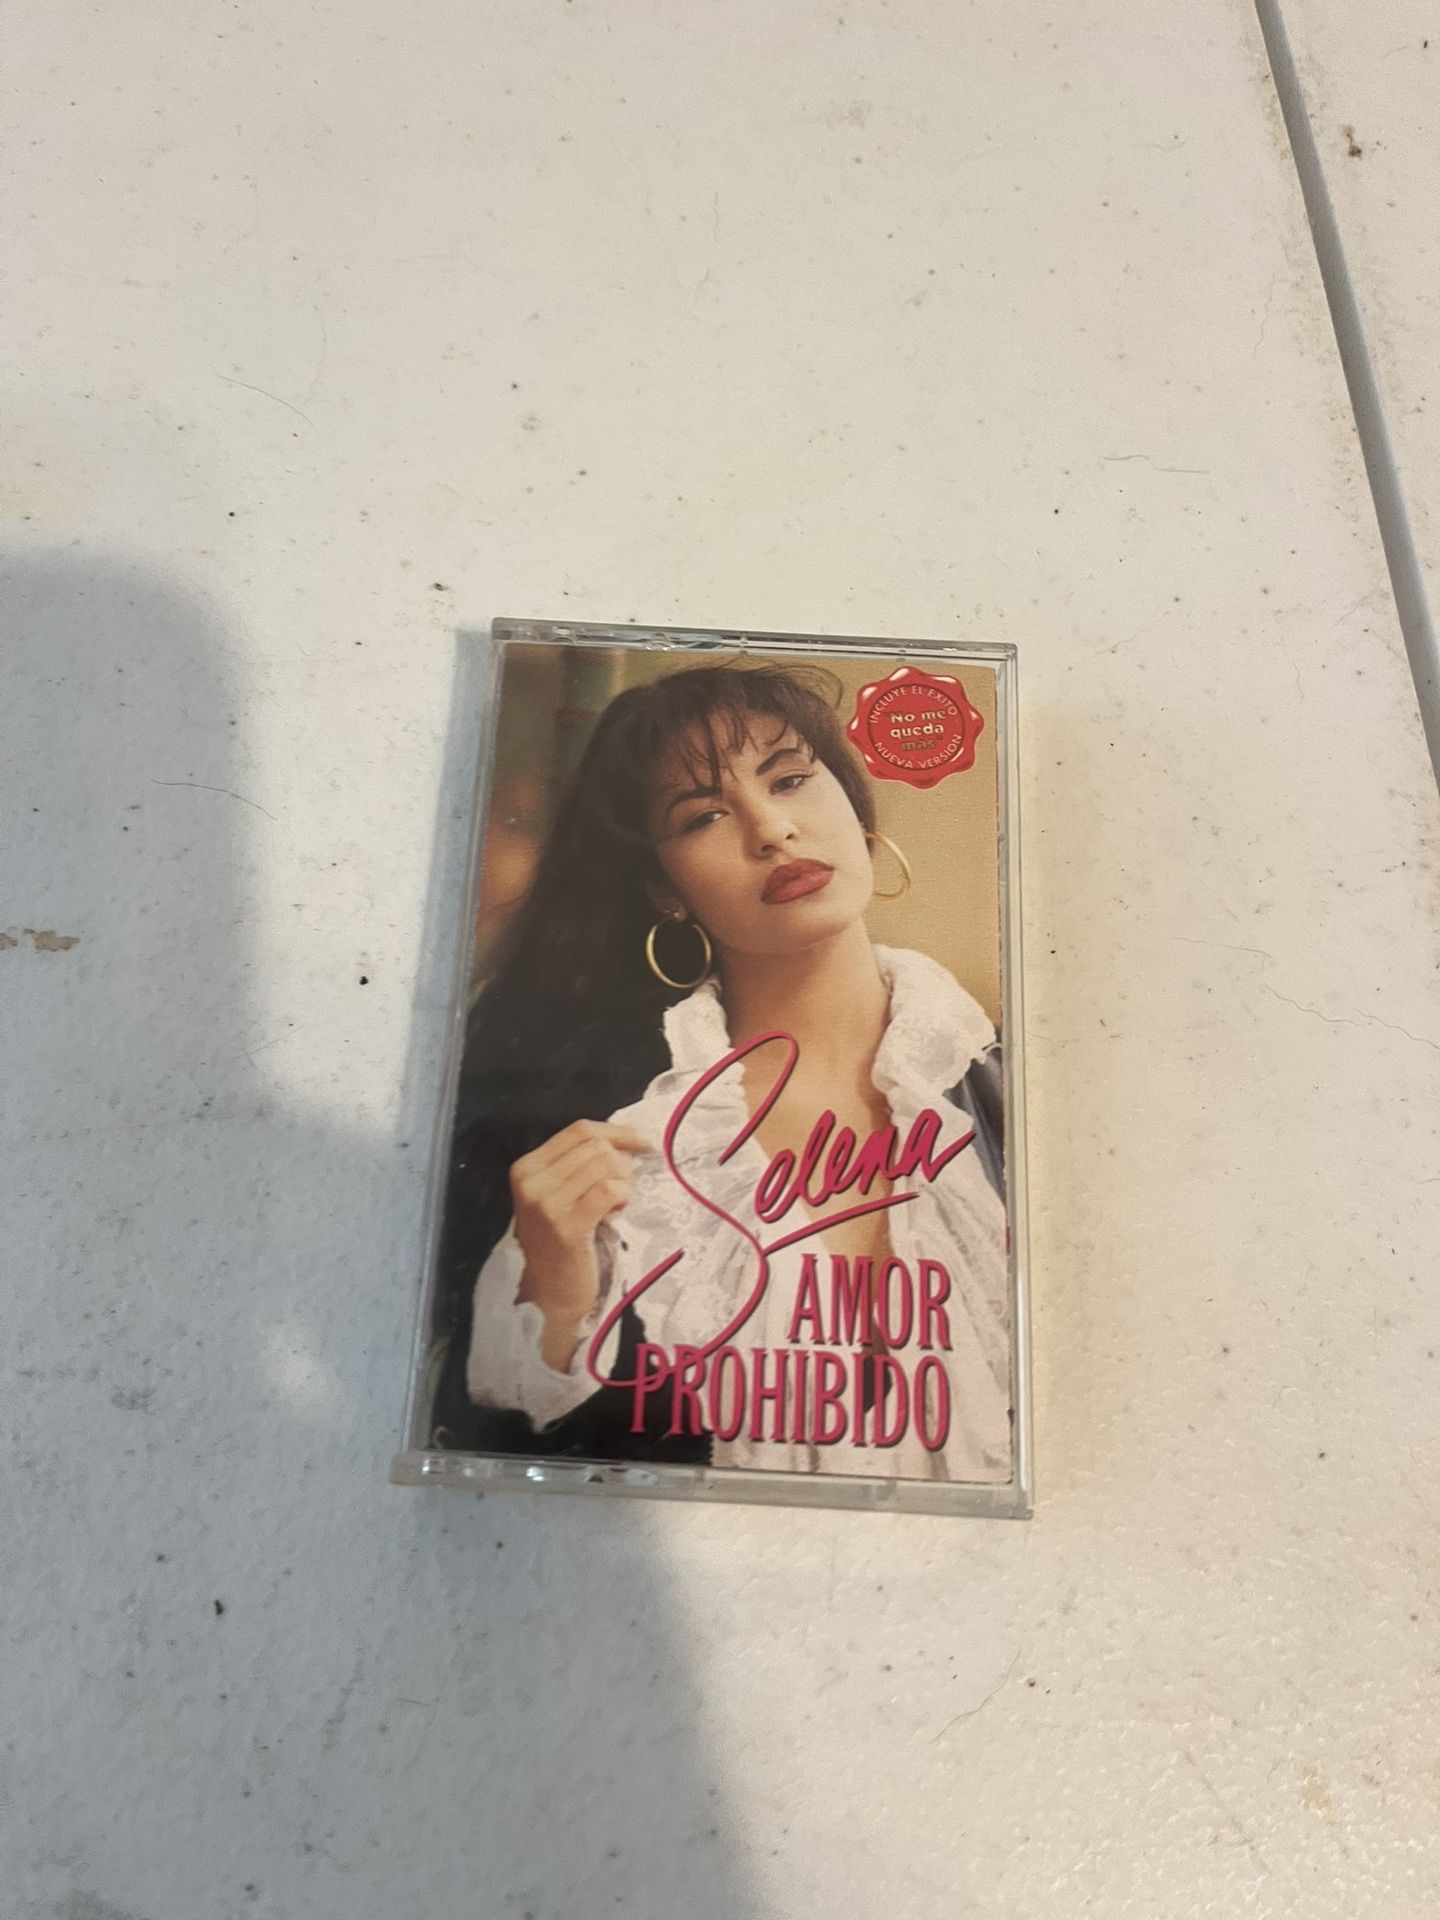 INCLUYE EL EXITO
"No me
queda
más"
NUEVA VERSION
Selena
AMOR
PROHIBIDO